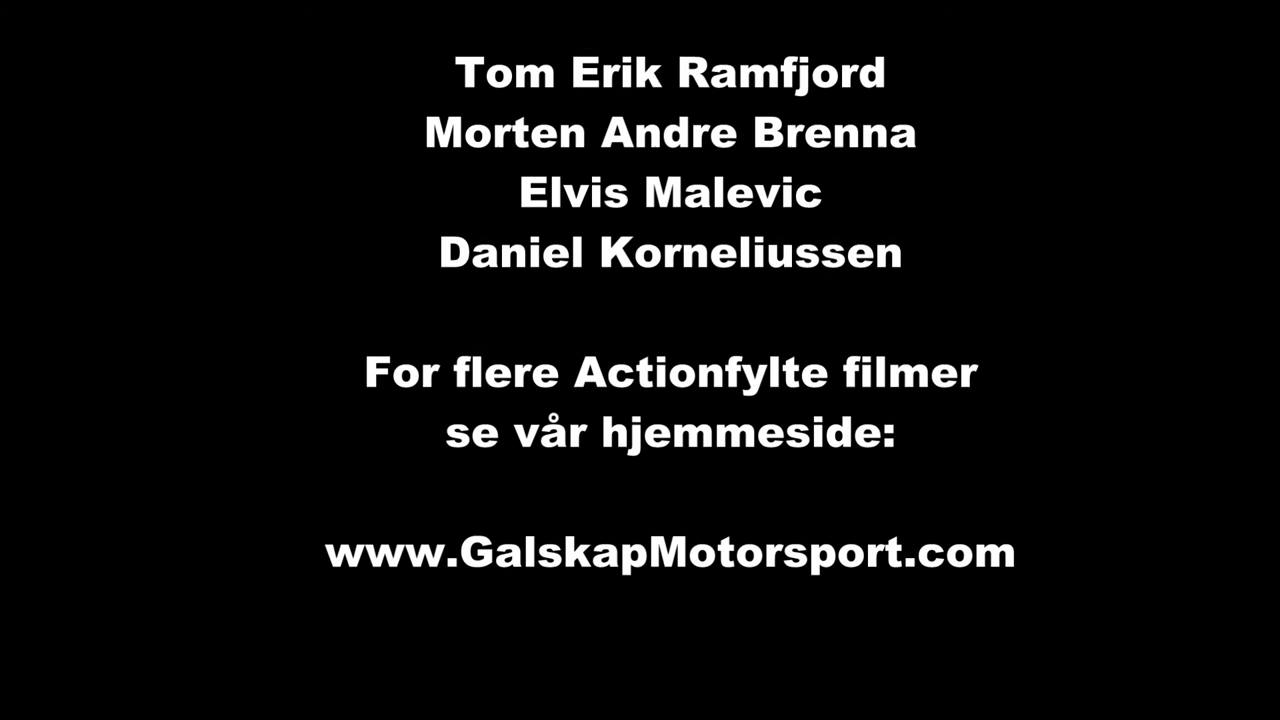 Tom Erik Ramfjord
Morten Andre Brenna
Elvis Malevic
Daniel Korneliussen
For flere Actionfylte filmer
se vår hjemmeside:
www.GalskapMotorsport.com